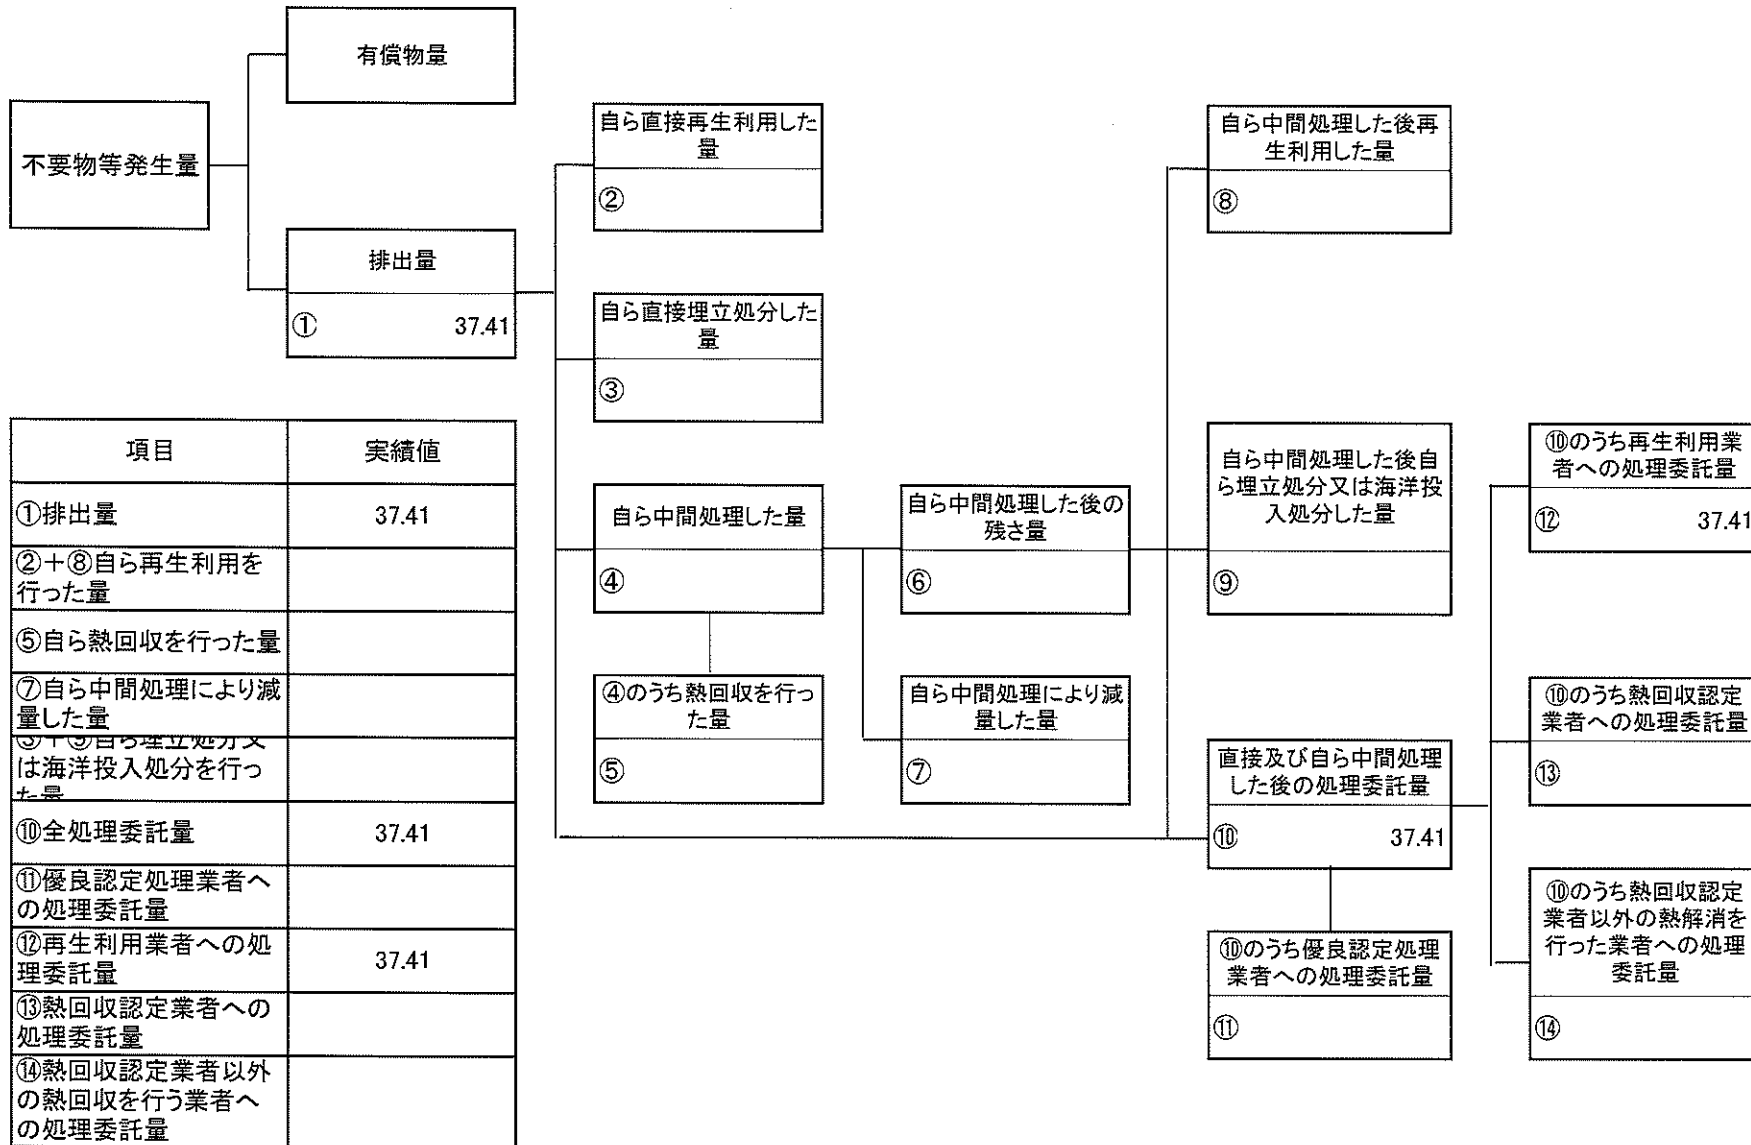 有償物量
不要物等発生量
排出量
① 37.41
自ら直接再生利用した
量
②
自ら直接埋立処分した
量
③
自ら中間処理した量
④
④のうち熱回収を行っ
た量
⑤
自ら中間処理した後の
残さ量
⑥
自ら中間処理により減
量した量
⑦
自ら中間処理した後再
生利用した量
⑧
自ら中間処理した後自
ら埋立処分又は海洋投
入処分した量
⑨
直接及び自ら中間処理
した後の処理委託量
⑩ 37.41
⑩のうち優良認定処理
業者への処理委託量
⑪
⑩のうち再生利用業
者への処理委託量
⑫ 37.41
⑩のうち熱回収認定
業者への処理委託量
⑬
⑩のうち熱回収認定
業者以外の熱解消を
行った業者への処理
委託量
⑭
項目 実績値
①排出量 37.41
②+⑧自ら再生利用を
行った量
⑤自ら熱回収を行った量
⑦自ら中間処理により減
量した量
③+⑨自ら埋立処分又
は海洋投入処分を行っ
た量
⑩全処理委託量 37.41
⑪優良認定処理業者へ
の処理委託量
⑫再生利用業者への処
理委託量 37.41
⑬熱回収認定業者への
処理委託量
⑭熱回収認定業者以外
の熱回収を行う業者へ
の処理委託量